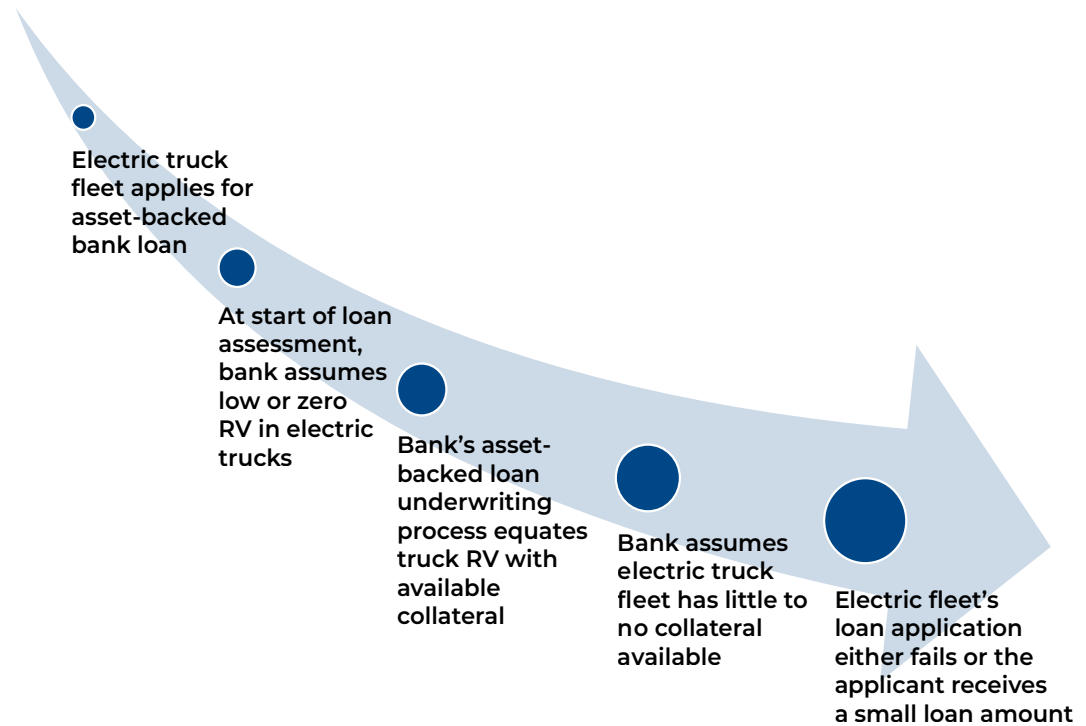 Electric truck
fleet applies for
asset-backed
bank loan
At start of loan
assessment,
bank assumes
low or zero
RV in electric
trucks
Bank's asset-
backed loan
underwriting
process equates
truck RV with
available
collateral
Bank assumes
electric truck
fleet has little to
no collateral
available
Electric fleet's
loan application
either fails or the
applicant receives
a small loan amount